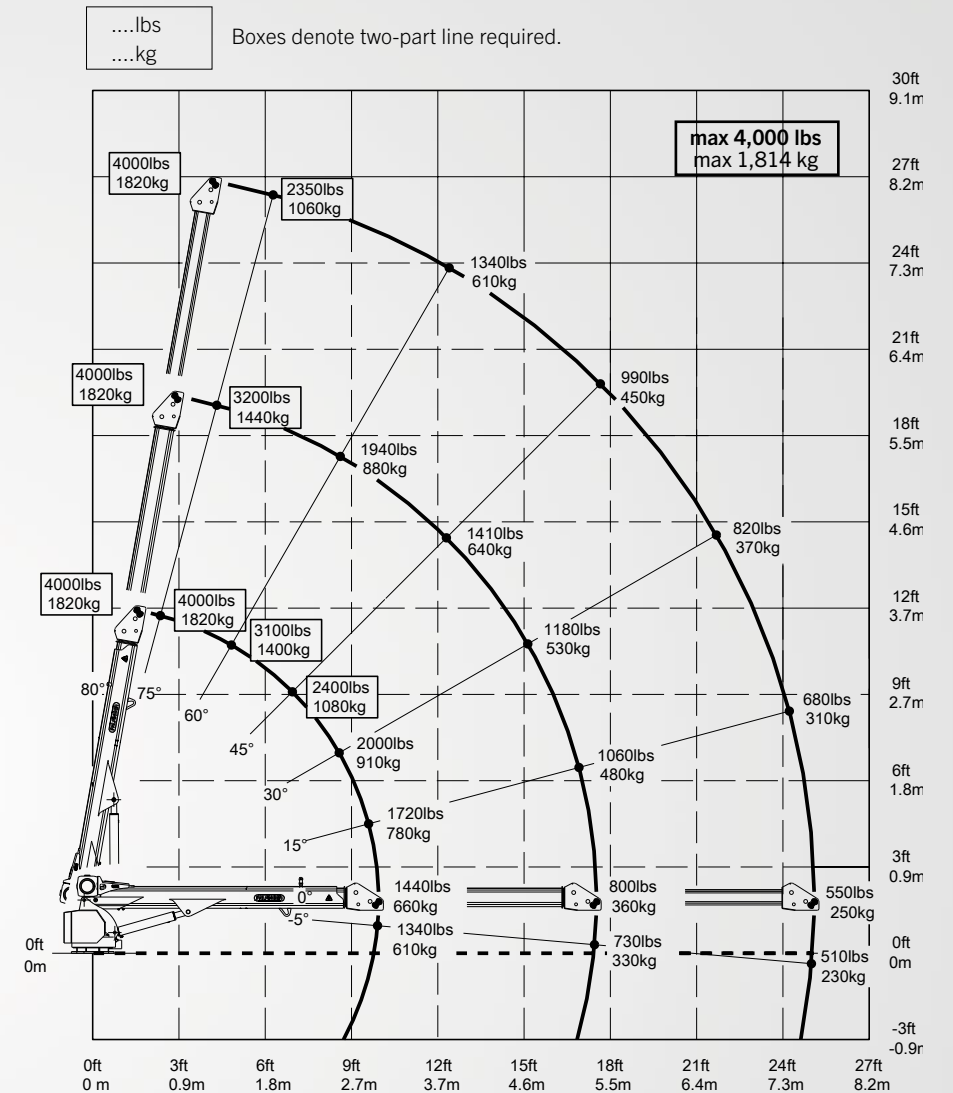 ....lbs
....kg
Boxes denote two-part line required.
30ft
9.1m
max 4,000 lbs
max 1,814 kg
4000lbs
1820kg
27ft
8.2m
2350lbs
1060kg
24ft
7.3m
1340lbs
610kg
21ft
6.4m
4000lbs
1820kg
990lbs
450kg
3200lbs
1440kg
18ft
5.5m
1940lbs
880kg
15ft
4.6m
1410lbs
640kg
820lbs
370kg
4000lbs
1820kg
4000lbs
1820kg
12ft
3.7m
3100lbs
1400kg
1180lbs
530kg
80°
75°
60°
45°
30°
15°
0°
-5°
2400lbs
1080kg
9ft
2.7m
680lbs
310kg
2000lbs
910kg
1060lbs
480kg
6ft
1.8m
1720lbs
780kg
3ft
0.9m
1440lbs
660kg
800lbs
360kg
550lbs
250kg
1340lbs
610kg
730lbs
330kg
510lbs
230kg
0ft
0m
0ft
0m
-3ft
-0.9m
0ft 3ft 6ft 9ft 12ft 15ft 18ft 21ft 24ft 27ft
0 m 0.9m 1.8m 2.7m 3.7m 4.6m 5.5m 6.4m 7.3m 8.2m